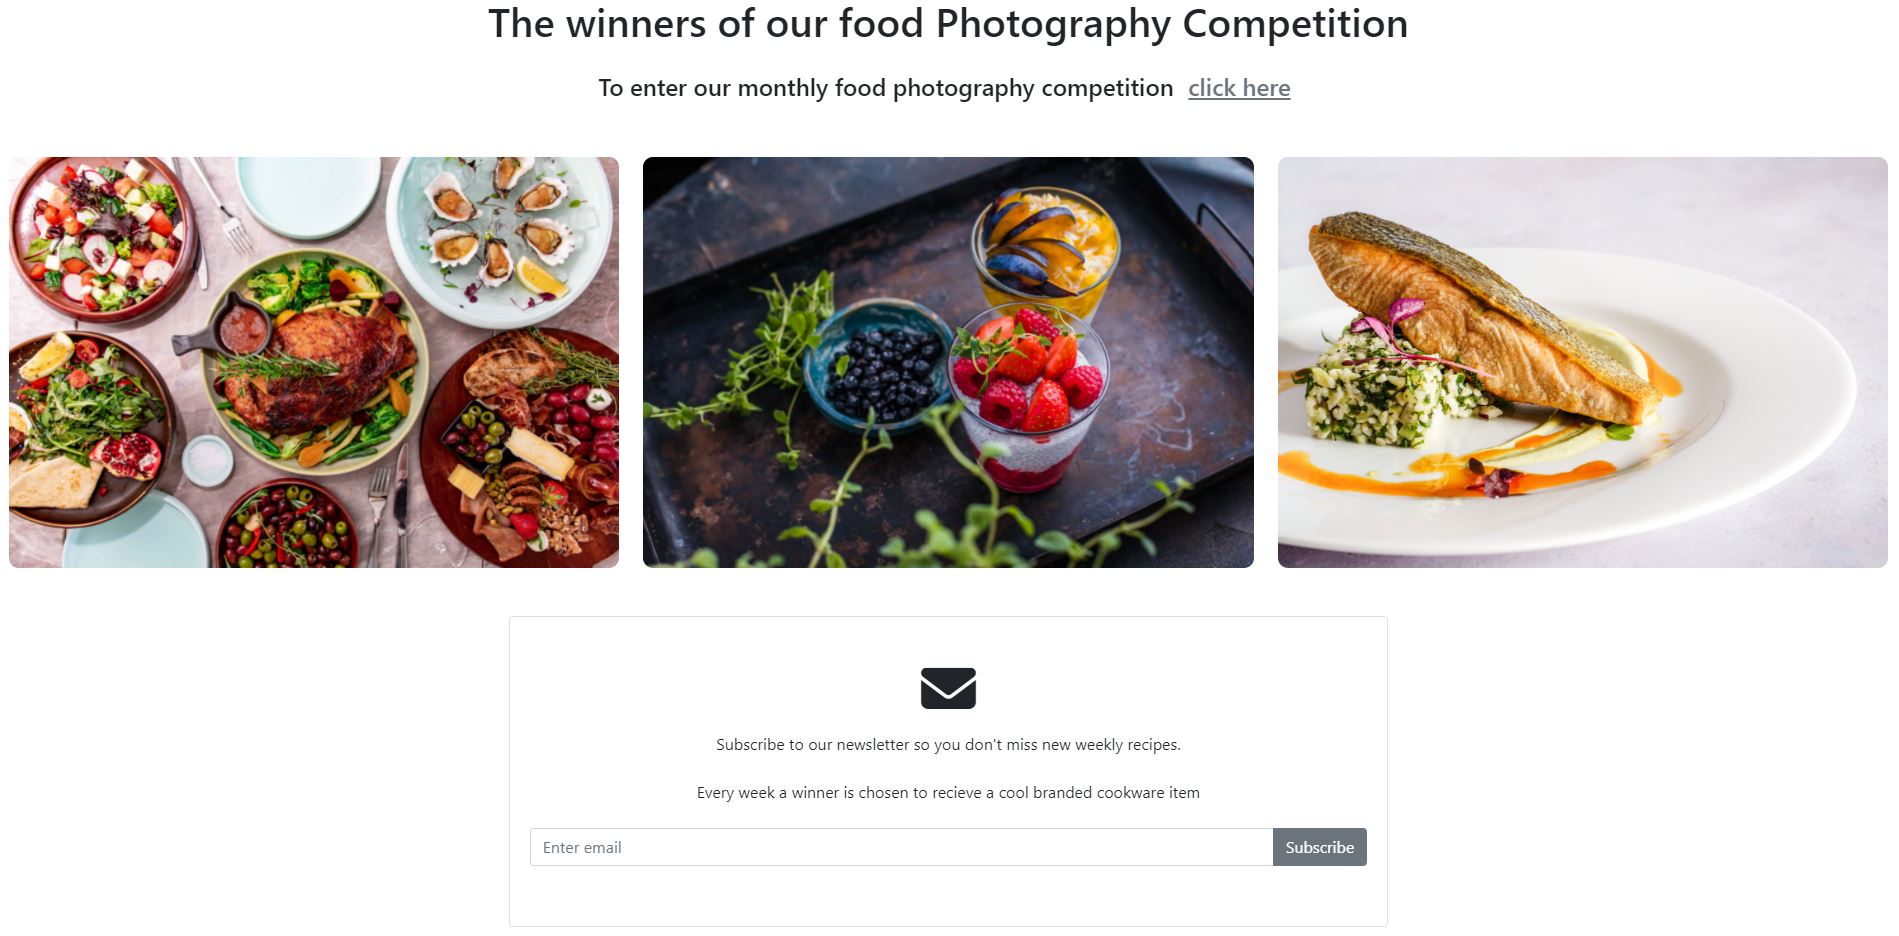 The winners of our food Photography Competition
To enter our monthly food photography competition click here
Subscribe to our newsletter so you don't miss new weekly recipes.
Every week a winner is chosen to recieve a cool branded cookware item
Enter email
Subscribe